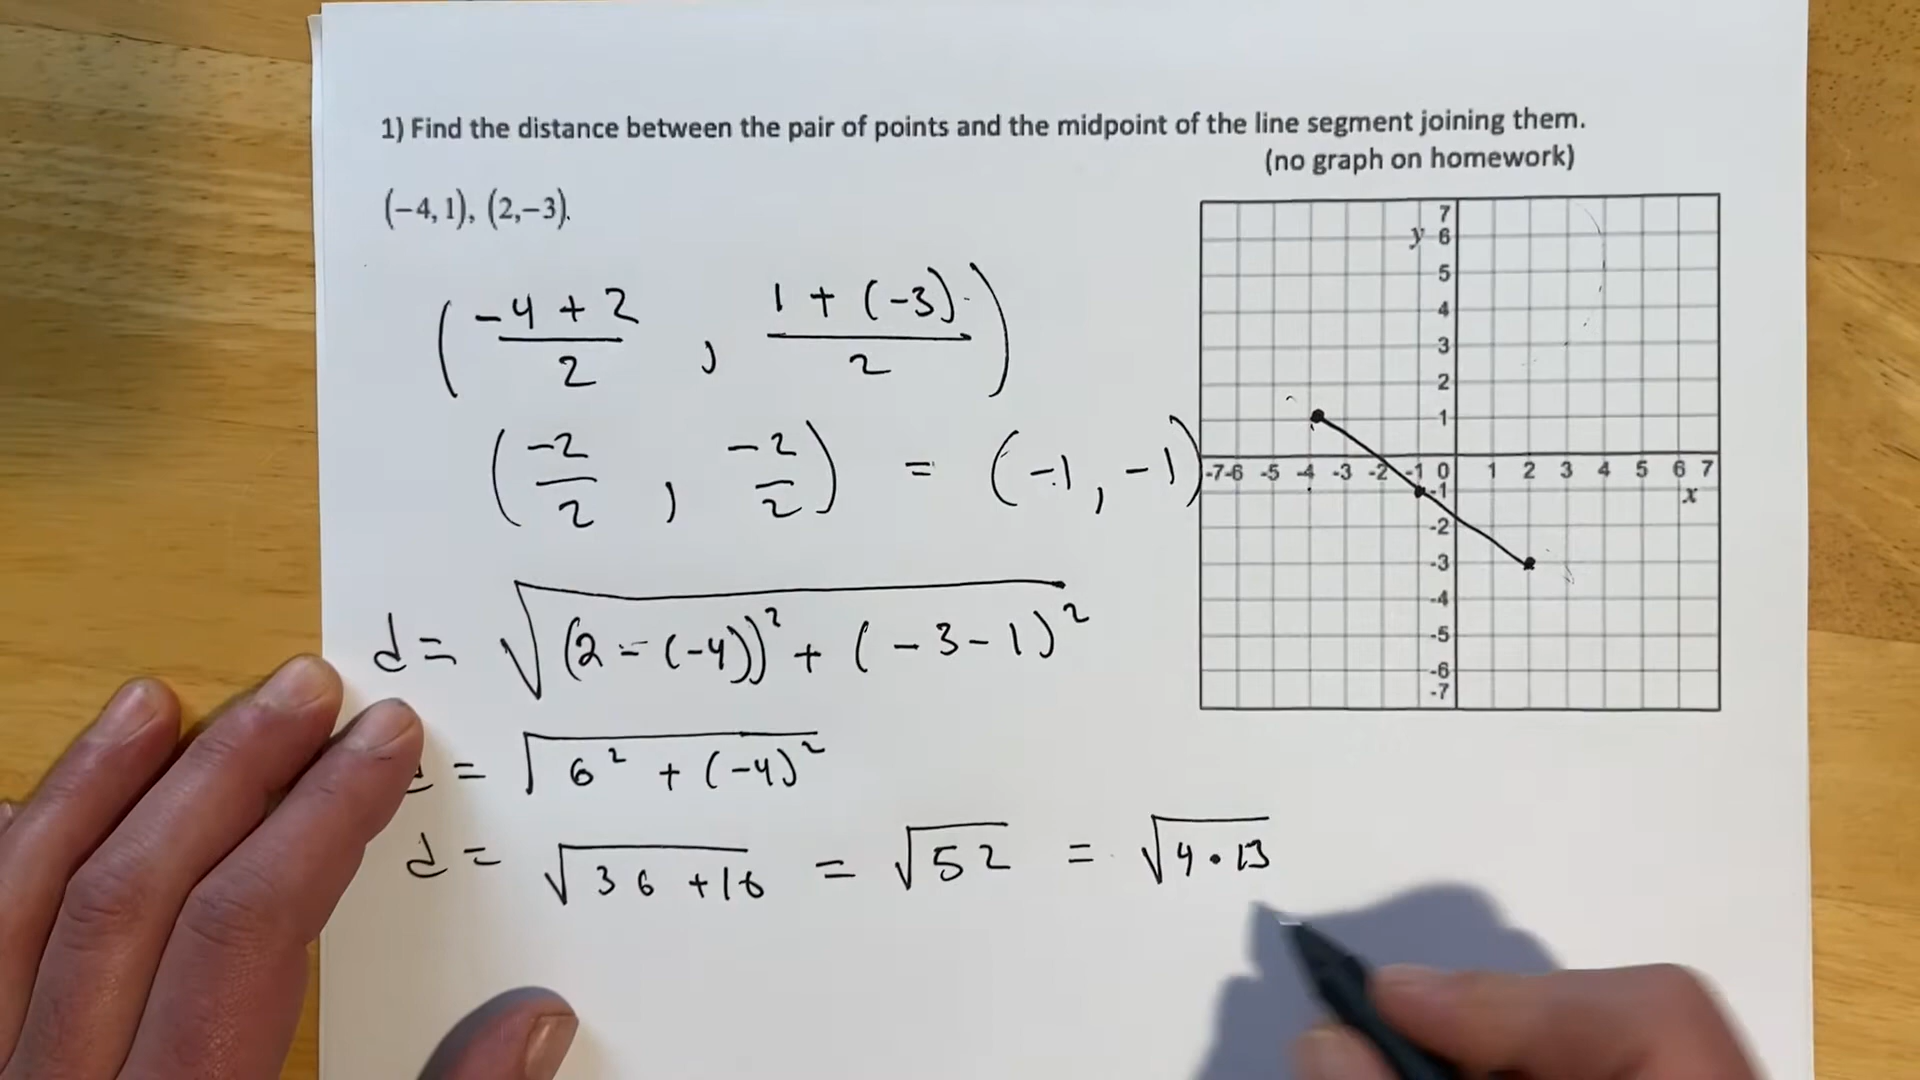 1) Find the distance between the pair of points and the midpoint of the line segment joining them.
(no graph on homework)
(−4, 1), (2,−3).
( -4 + 2 / 2 , 1 + (-3) / 2 )
( -2 / 2 , -2 / 2 ) = (-1, -1)
d = √((2 - (-4))² + (-3-1)²)
= √(6² + (-4)²)
d = √(36 + 16) = √52 = √(4 · 13)
7
y 6
5
4
3
2
1
-7 -6 -5 -4 -3 -2 -1 0 1 2 3 4 5 6 7
-1
x
-2
-3
-4
-5
-6
-7